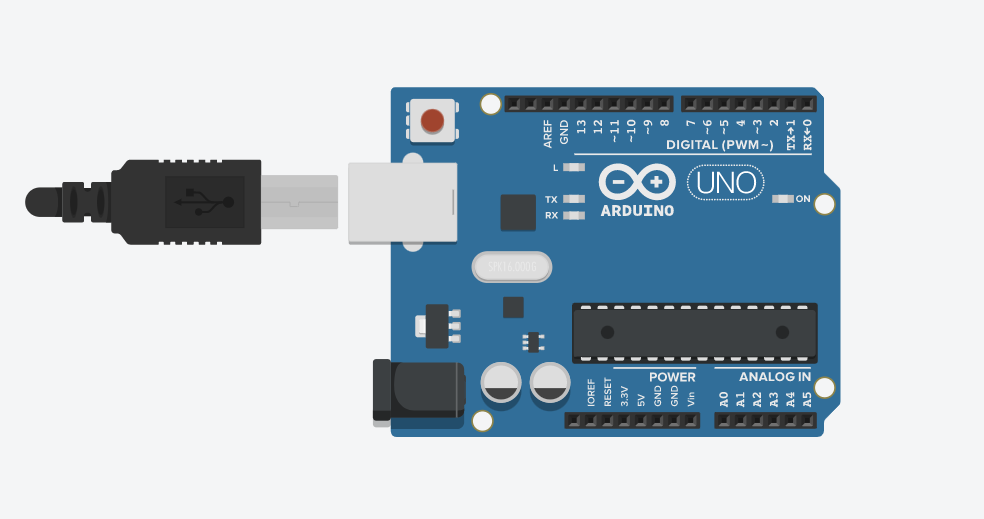 AREF
GND
13
12
~11
~10
~9
8
7
~6
~5
4
~3
2
TX→1
RX←0
DIGITAL (PWM~)
L
TX
RX
ARDUINO
UNO
ON
SPK16.000G
POWER
ANALOG IN
IOREF
RESET
3.3V
5V
GND
GND
Vin
A0
A1
A2
A3
A4
A5